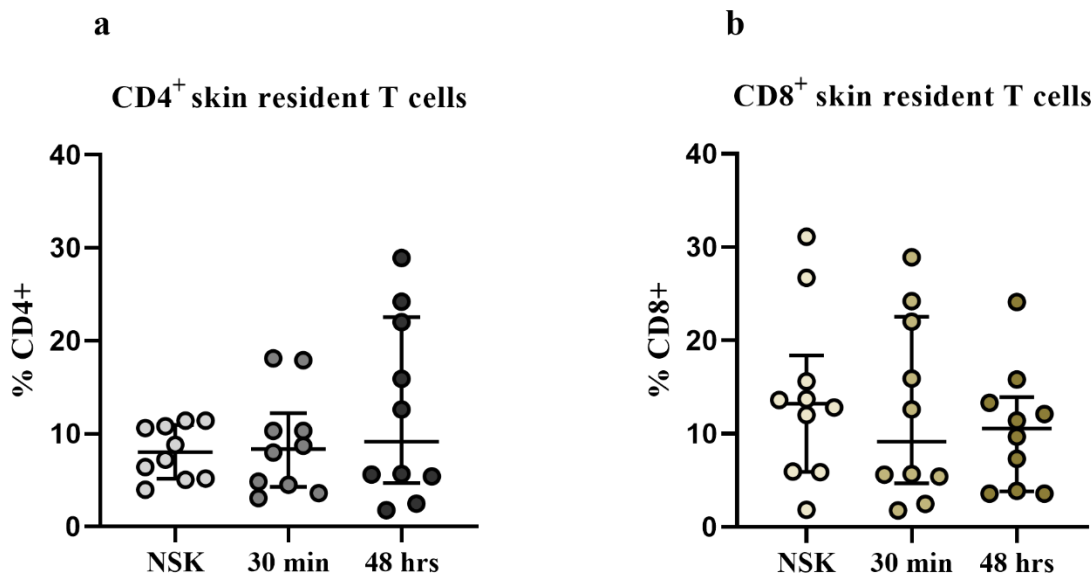 a
CD4+ skin resident T cells
% CD4+
40
30
20
10
0
NSK 30 min 48 hrs
b
CD8+ skin resident T cells
% CD8+
40
30
20
10
0
NSK 30 min 48 hrs